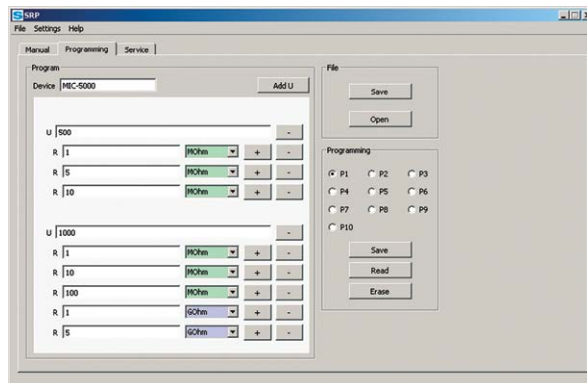 SRP
File Settings Help
Manual Programming Service
Program
Device MIC-5000 Add U
U 500 -
R 1 MOhm + -
R 5 MOhm + -
R 10 MOhm + -
U 1000 -
R 1 MOhm + -
R 10 MOhm + -
R 100 MOhm + -
R 1 GOhm + -
R 5 GOhm + -
File
Save
Open
Programming
P1 P2 P3
P4 P5 P6
P7 P8 P9
P10
Save
Read
Erase